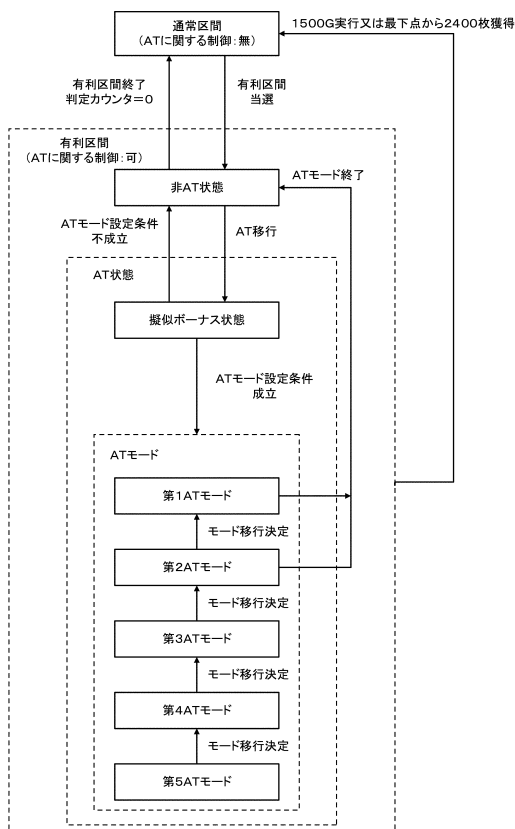 通常区間
(ATに関する制御：無)
1500G実行又は最下点から2400枚獲得
有利区間終了
判定カウンタ＝0
有利区間
当選
有利区間
(ATに関する制御：可)
非AT状態
ATモード終了
ATモード設定条件
不成立
AT移行
AT状態
擬似ボーナス状態
ATモード設定条件
成立
ATモード
第1ATモード
モード移行決定
第2ATモード
モード移行決定
第3ATモード
モード移行決定
第4ATモード
モード移行決定
第5ATモード